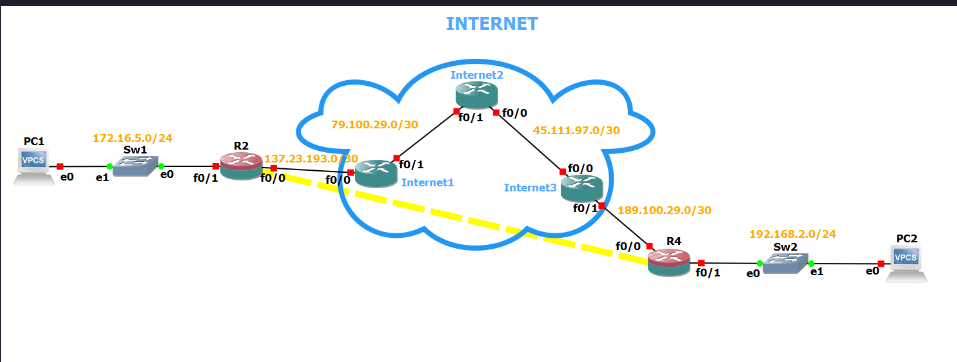 INTERNET
Internet2
f0/1
f0/0
79.100.29.0/30
45.111.97.0/30
PC1
VPCS
e0
172.16.5.0/24
Sw1
e1
e0
R2
f0/1
f0/0
137.23.193.0/30
f0/0
f0/1
Internet1
f0/0
Internet3
f0/1
189.100.29.0/30
R4
f0/0
f0/1
192.168.2.0/24
Sw2
e0
e1
PC2
VPCS
e0